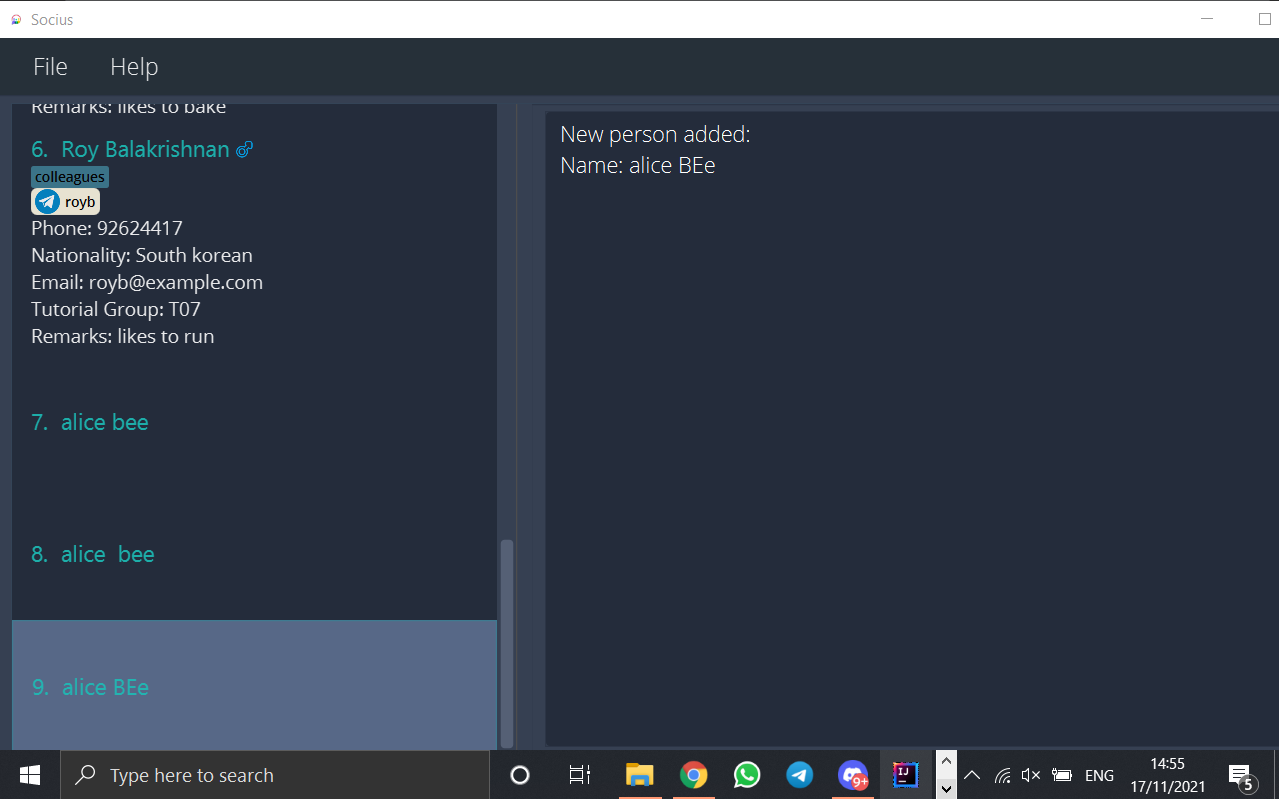 Socius
File Help
Remarks: likes to bake
6. Roy Balakrishnan
colleagues
royb
Phone: 92624417
Nationality: South korean
Email: royb@example.com
Tutorial Group: T07
Remarks: likes to run
7. alice bee
8. alice  bee
9. alice BEe
New person added:
Name: alice BEe
Type here to search
9+
IJ
ENG
14:55
17/11/2021
5